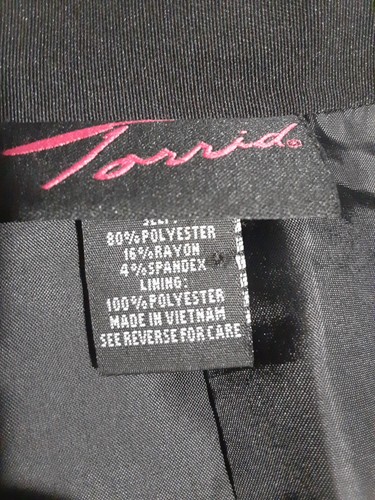 Torrid®
80% POLYESTER
16% RAYON
4% SPANDEX
LINING:
100% POLYESTER
MADE IN VIETNAM
SEE REVERSE FOR CARE